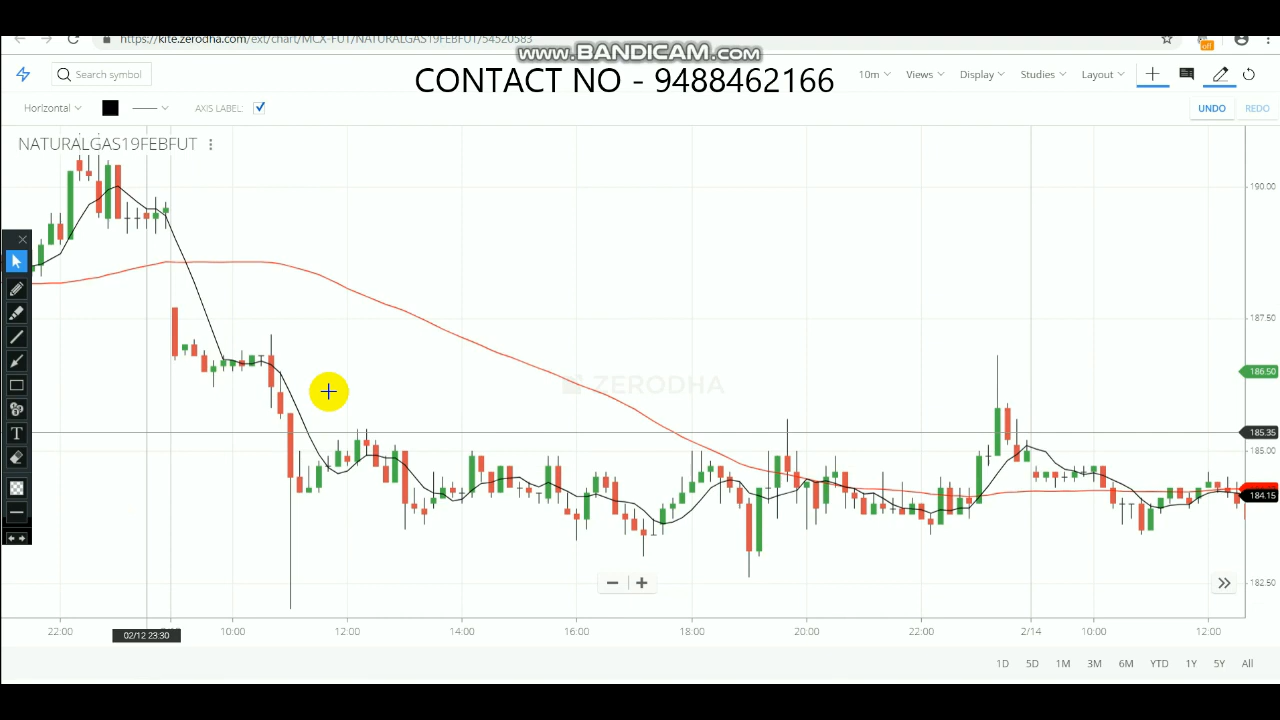 https://kite.zerodha.com/ext/chart/MCX-FUT/NATURALGAS19FEBFUT/54520583
www.BANDICAM.com
off
Search symbol
CONTACT NO - 9488462166
10m
Views
Display
Studies
Layout
Horizontal
AXIS LABEL:
UNDO
REDO
NATURALGAS19FEBFUT
190.00
187.50
186.50
ZERODHA
185.35
185.00
184.15
182.50
T
22:00
10:00
12:00
14:00
16:00
18:00
20:00
22:00
2/14
10:00
12:00
02/12 23:30
1D
5D
1M
3M
6M
YTD
1Y
5Y
All